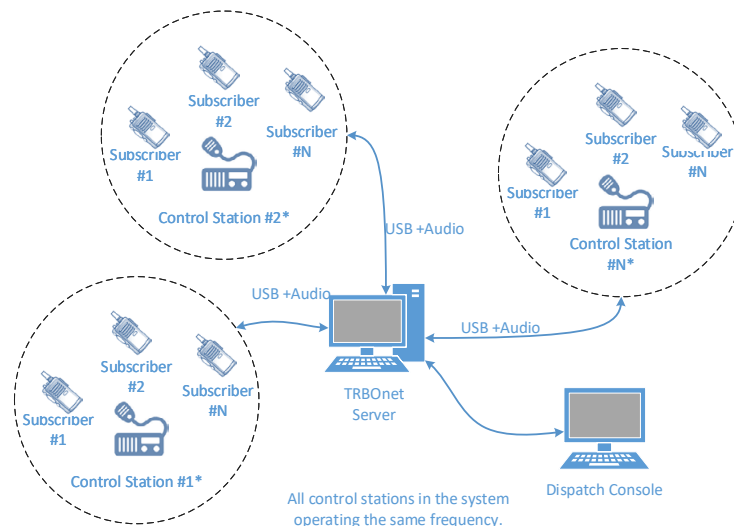 Subscriber
#2
Subscriber
#N
Subscriber
#1
Control Station #2*
Subscriber
#2
Subscriber
#N
Subscriber
#1
Control Station
#N*
USB +Audio
USB +Audio
USB +Audio
Subscriber
#2
Subscriber
#N
Subscriber
#1
Control Station #1*
TRBOnet
Server
Dispatch Console
All control stations in the system
operating the same frequency.